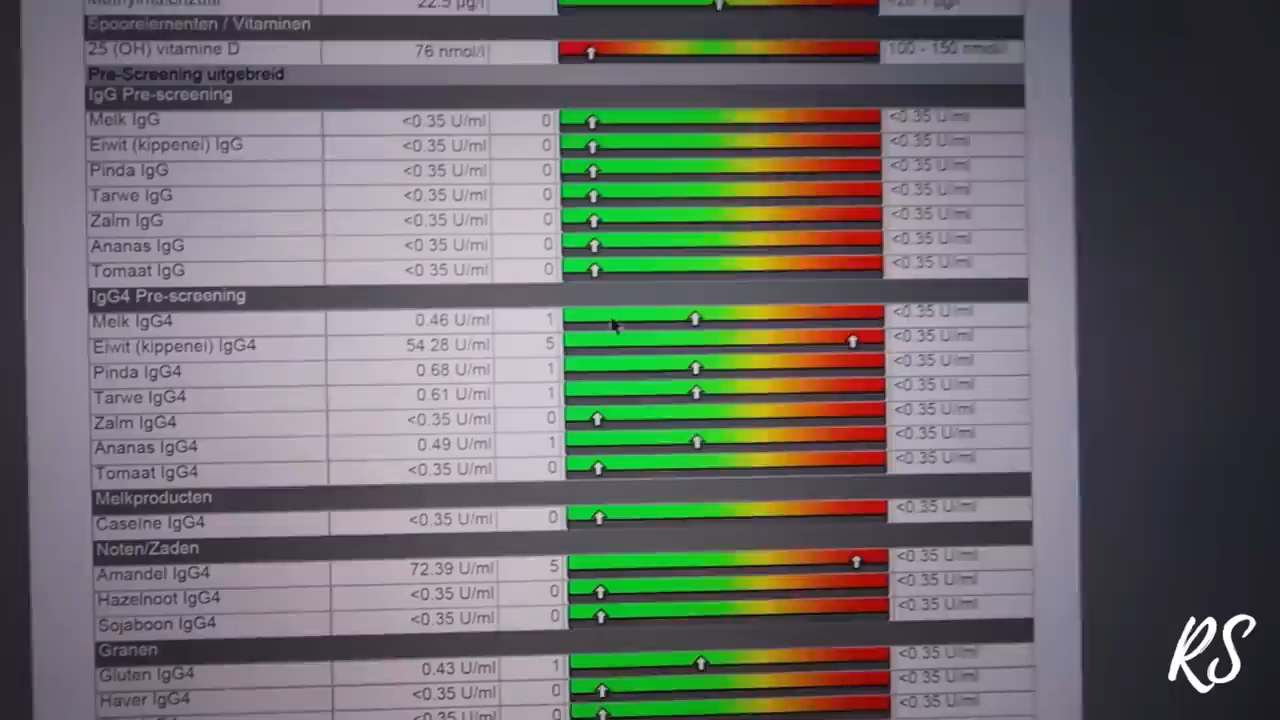 22.9 µg/l
Spoorelementen / Vitaminen
25 (OH) vitamine D 76 nmol/l 100 - 150 nmol/l
Pre-Screening uitgebreid
IgG Pre-screening
Melk IgG <0.35 U/ml 0 <0.35 U/ml
Eiwit (kippenei) IgG <0.35 U/ml 0 <0.35 U/ml
Pinda IgG <0.35 U/ml 0 <0.35 U/ml
Tarwe IgG <0.35 U/ml 0 <0.35 U/ml
Zalm IgG <0.35 U/ml 0 <0.35 U/ml
Ananas IgG <0.35 U/ml 0 <0.35 U/ml
Tomaat IgG <0.35 U/ml 0 <0.35 U/ml
IgG4 Pre-screening
Melk IgG4 0.46 U/ml 1 <0.35 U/ml
Eiwit (kippenei) IgG4 54.28 U/ml 5 <0.35 U/ml
Pinda IgG4 0.68 U/ml 1 <0.35 U/ml
Tarwe IgG4 0.61 U/ml 1 <0.35 U/ml
Zalm IgG4 <0.35 U/ml 0 <0.35 U/ml
Ananas IgG4 0.49 U/ml 1 <0.35 U/ml
Tomaat IgG4 <0.35 U/ml 0 <0.35 U/ml
Melkproducten
Caseine IgG4 <0.35 U/ml 0 <0.35 U/ml
Noten/Zaden
Amandel IgG4 72.39 U/ml 5 <0.35 U/ml
Hazelnoot IgG4 <0.35 U/ml 0 <0.35 U/ml
Sojaboon IgG4 <0.35 U/ml 0 <0.35 U/ml
Granen
Gluten IgG4 0.43 U/ml 1 <0.35 U/ml
Haver IgG4 <0.35 U/ml 0 <0.35 U/ml
<0.35 U/ml 0
RS